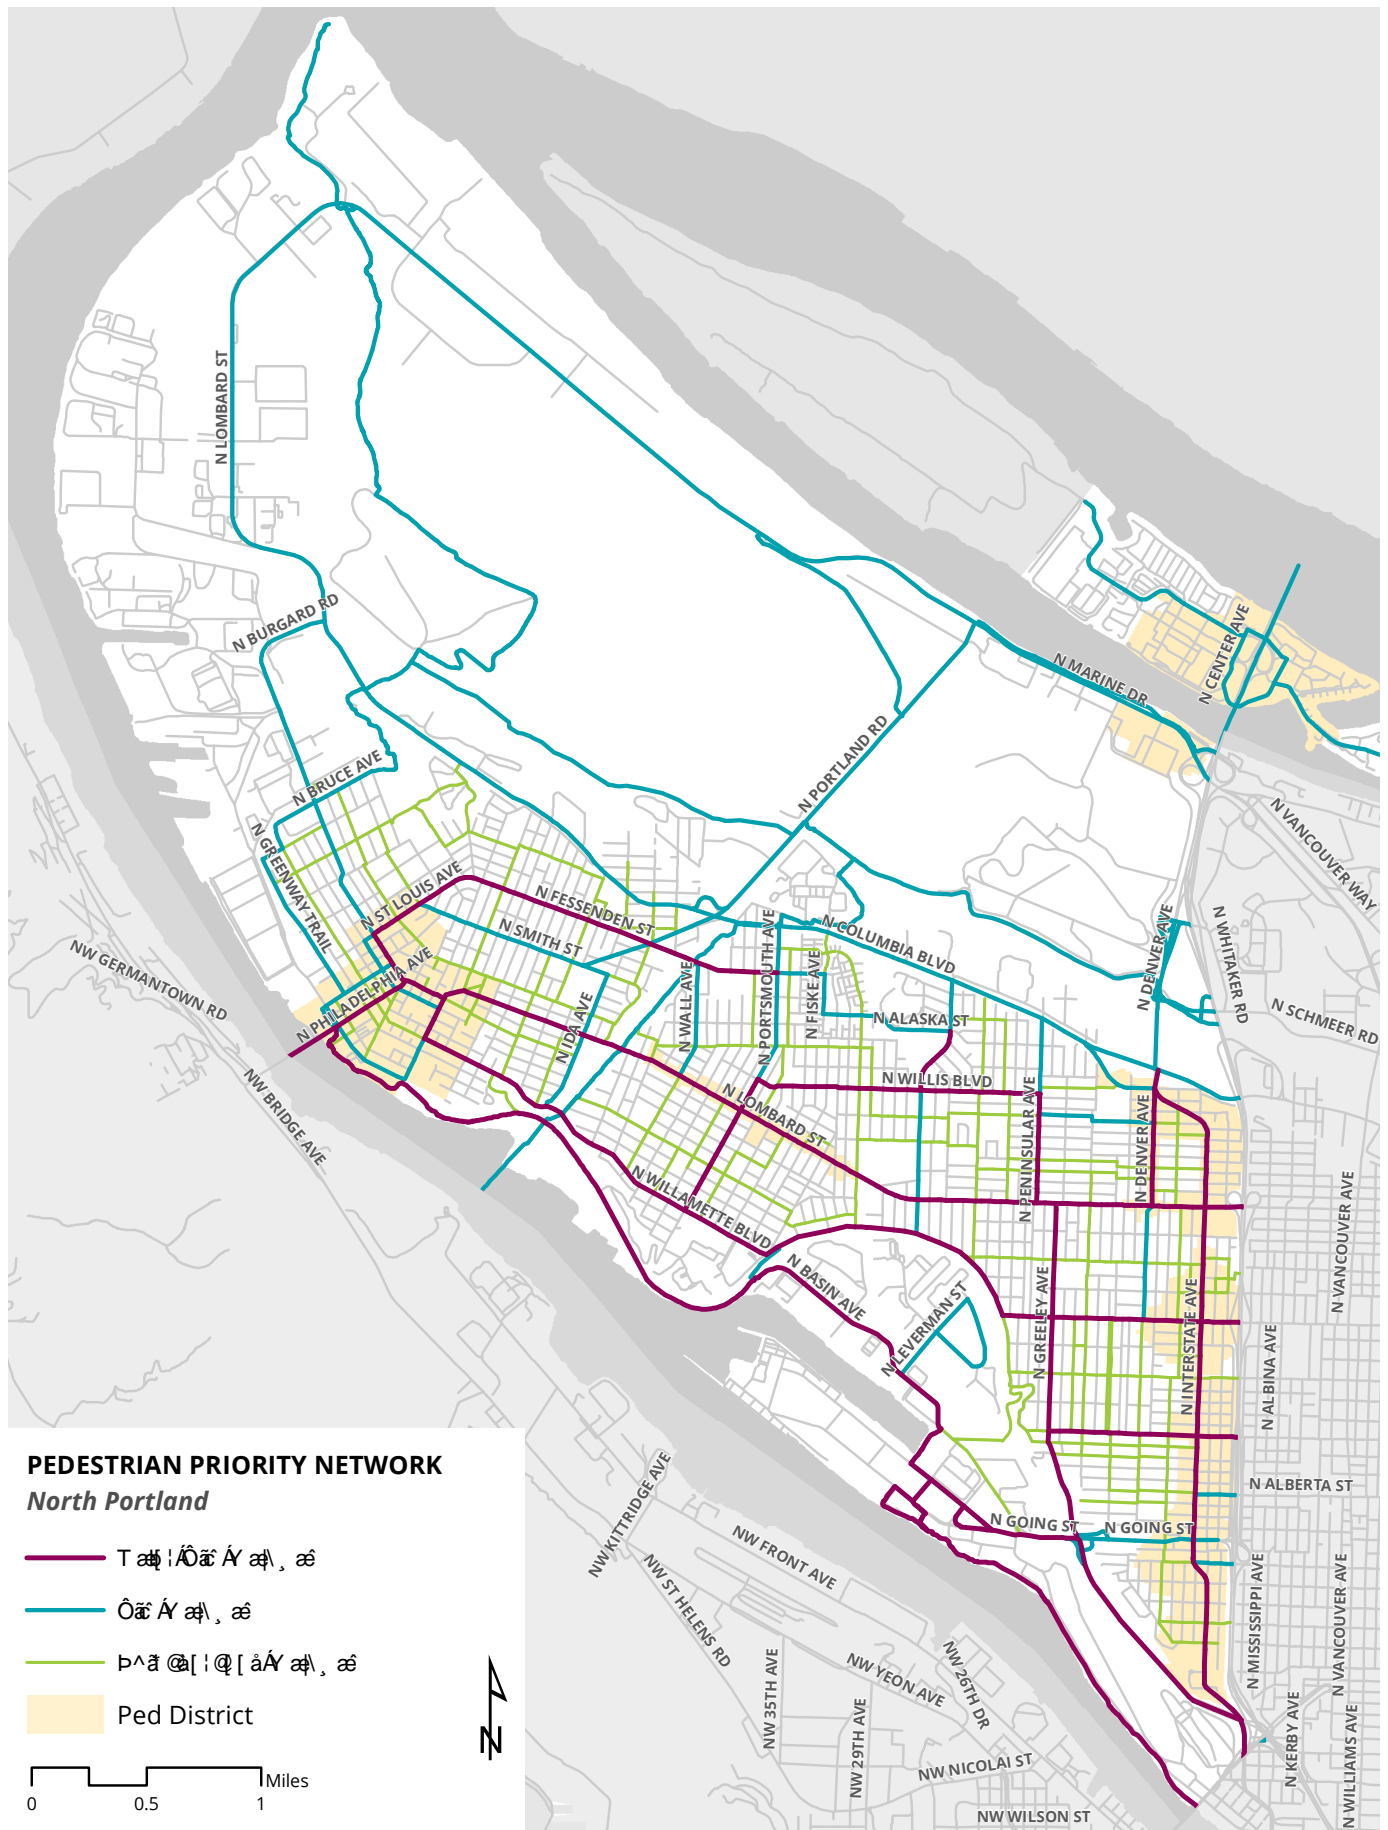 N LOMBARD ST
N BURGARD RD
N CENTER AVE
N MARINE DR
N PORTLAND RD
N BRUCE AVE
N VANCOUVER WAY
N GREENWAY TRAIL
N ST LOUIS AVE
N FESSENDEN ST
N SMITH ST
N COLUMBIA BLVD
N PORTSMOUTH AVE
N DENVER AVE
N WHITAKER RD
NW GERMANTOWN RD
N PHILADELPHIA AVE
N WALL AVE
N FISKE AVE
N IDA AVE
N ALASKA ST
N SCHMEER RD
NW BRIDGE AVE
N WILLIS BLVD
N LOMBARD ST
N PENINSULAR AVE
N DENVER AVE
N WILLAMETTE BLVD
N VANCOUVER AVE
N BASIN AVE
N LEVERMAN ST
N GREELEY AVE
N INTERSTATE AVE
N ALBINA AVE
N ALBERTA ST
N GOING ST
N GOING ST
NW KITTRIDGE AVE
NW FRONT AVE
NW ST HELENS RD
N MISSISSIPPI AVE
N VANCOUVER AVE
NW YEON AVE
NW 26TH DR
NW 35TH AVE
NW 29TH AVE
N KERBY AVE
N WILLIAMS AVE
NW NICOLAI ST
NW WILSON ST
PEDESTRIAN PRIORITY NETWORK
North Portland
Ped District
N
Miles
0 0.5 1